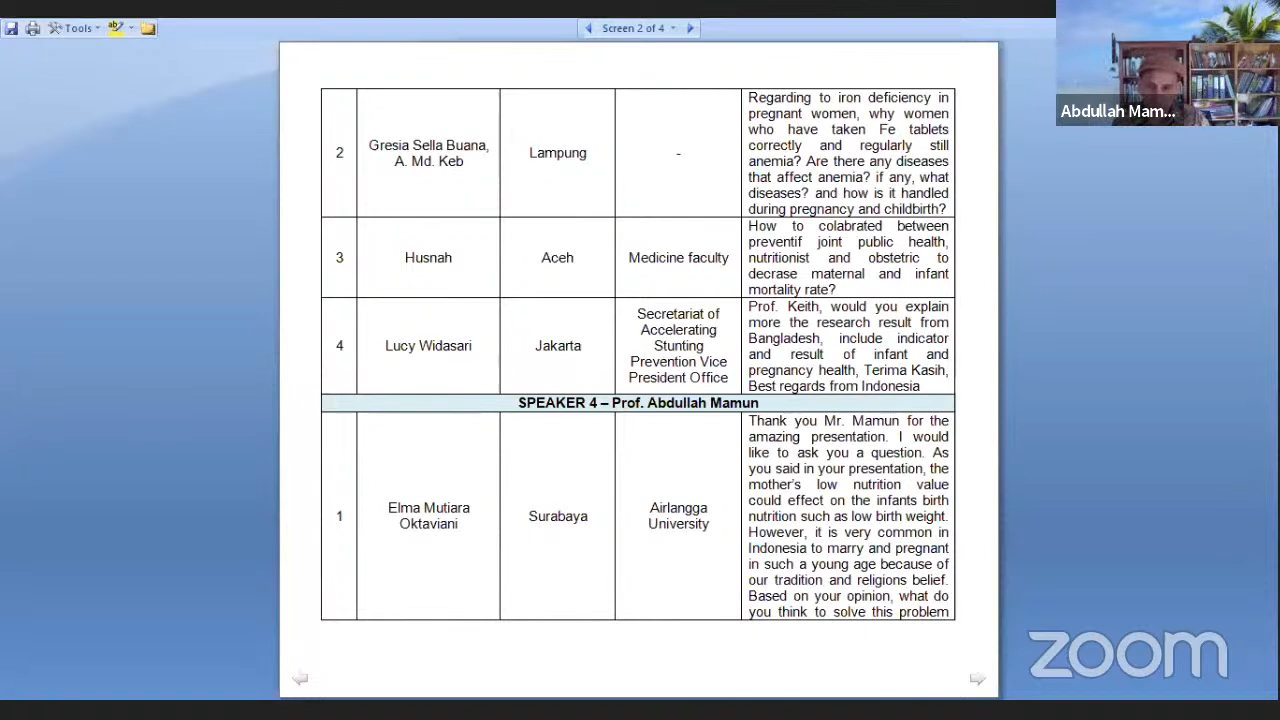 Tools
Screen 2 of 4
Abdullah Mam...
2
Gresia Sella Buana,
A. Md. Keb
Lampung
-
Regarding to iron deficiency in
pregnant women, why women
who have taken Fe tablets
correctly and regularly still
anemia? Are there any diseases
that affect anemia? if any, what
diseases? and how is it handled
during pregnancy and childbirth?
3
Husnah
Aceh
Medicine faculty
How to colabrated between
preventif joint public health,
nutritionist and obstetric to
decrase maternal and infant
mortality rate?
4
Lucy Widasari
Jakarta
Secretariat of
Accelerating
Stunting
Prevention Vice
President Office
Prof. Keith, would you explain
more the research result from
Bangladesh, include indicator
and result of infant and
pregnancy health, Terima Kasih,
Best regards from Indonesia
SPEAKER 4 – Prof. Abdullah Mamun
1
Elma Mutiara
Oktaviani
Surabaya
Airlangga
University
Thank you Mr. Mamun for the
amazing presentation. I would
like to ask you a question. As
you said in your presentation, the
mother's low nutrition value
could effect on the infants birth
nutrition such as low birth weight.
However, it is very common in
Indonesia to marry and pregnant
in such a young age because of
our tradition and religions belief.
Based on your opinion, what do
you think to solve this problem
zoom